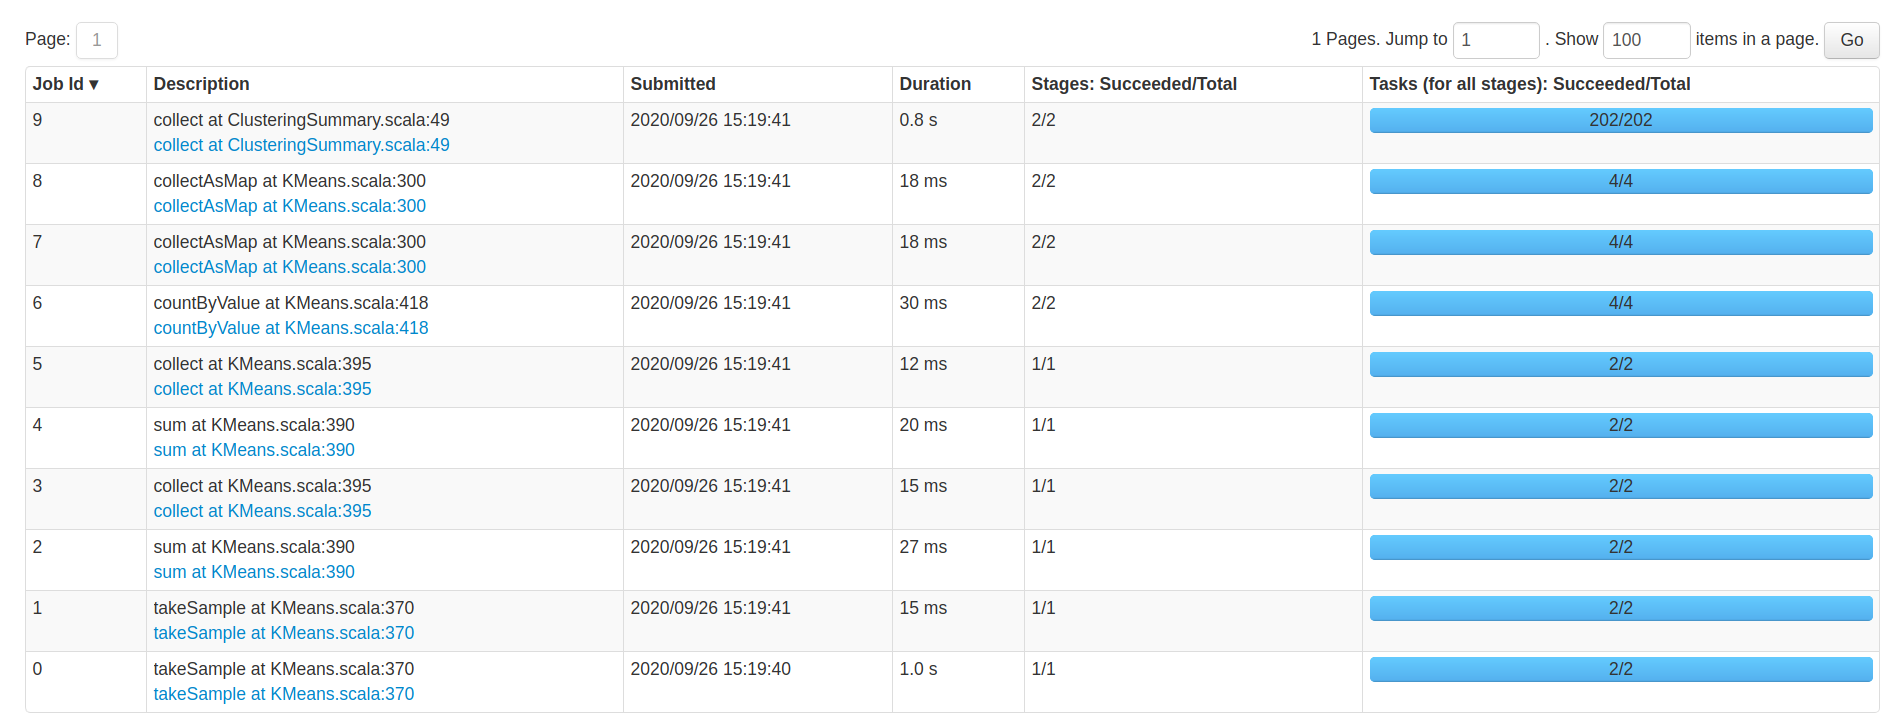 Page: 1 1 Pages. Jump to 1 . Show 100 items in a page. Go
Job Id ▾ Description Submitted Duration Stages: Succeeded/Total Tasks (for all stages): Succeeded/Total
9 collect at ClusteringSummary.scala:49 2020/09/26 15:19:41 0.8 s 2/2 202/202
collect at ClusteringSummary.scala:49
8 collectAsMap at KMeans.scala:300 2020/09/26 15:19:41 18 ms 2/2 4/4
collectAsMap at KMeans.scala:300
7 collectAsMap at KMeans.scala:300 2020/09/26 15:19:41 18 ms 2/2 4/4
collectAsMap at KMeans.scala:300
6 countByValue at KMeans.scala:418 2020/09/26 15:19:41 30 ms 2/2 4/4
countByValue at KMeans.scala:418
5 collect at KMeans.scala:395 2020/09/26 15:19:41 12 ms 1/1 2/2
collect at KMeans.scala:395
4 sum at KMeans.scala:390 2020/09/26 15:19:41 20 ms 1/1 2/2
sum at KMeans.scala:390
3 collect at KMeans.scala:395 2020/09/26 15:19:41 15 ms 1/1 2/2
collect at KMeans.scala:395
2 sum at KMeans.scala:390 2020/09/26 15:19:41 27 ms 1/1 2/2
sum at KMeans.scala:390
1 takeSample at KMeans.scala:370 2020/09/26 15:19:41 15 ms 1/1 2/2
takeSample at KMeans.scala:370
0 takeSample at KMeans.scala:370 2020/09/26 15:19:40 1.0 s 1/1 2/2
takeSample at KMeans.scala:370